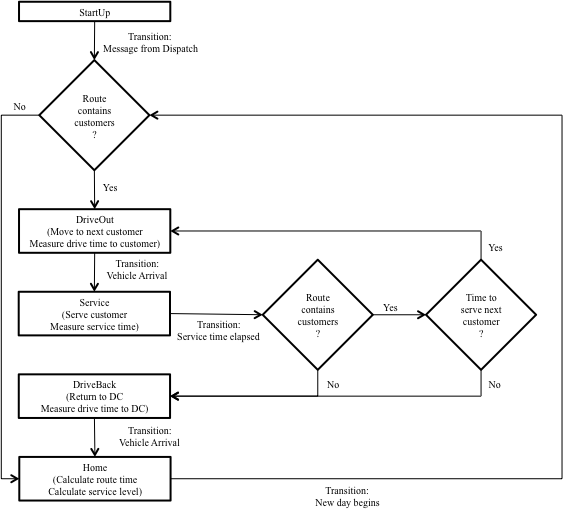 StartUp
Transition:
Message from Dispatch
No
Route
contains
customers
?
Yes
DriveOut
(Move to next customer
Measure drive time to customer)
Transition:
Vehicle Arrival
Yes
Service
(Serve customer
Measure service time)
Transition:
Service time elapsed
Route
contains
customers
?
Yes
Time to
serve next
customer
?
No
No
DriveBack
(Return to DC
Measure drive time to DC)
Transition:
Vehicle Arrival
Home
(Calculate route time
Calculate service level)
Transition:
New day begins